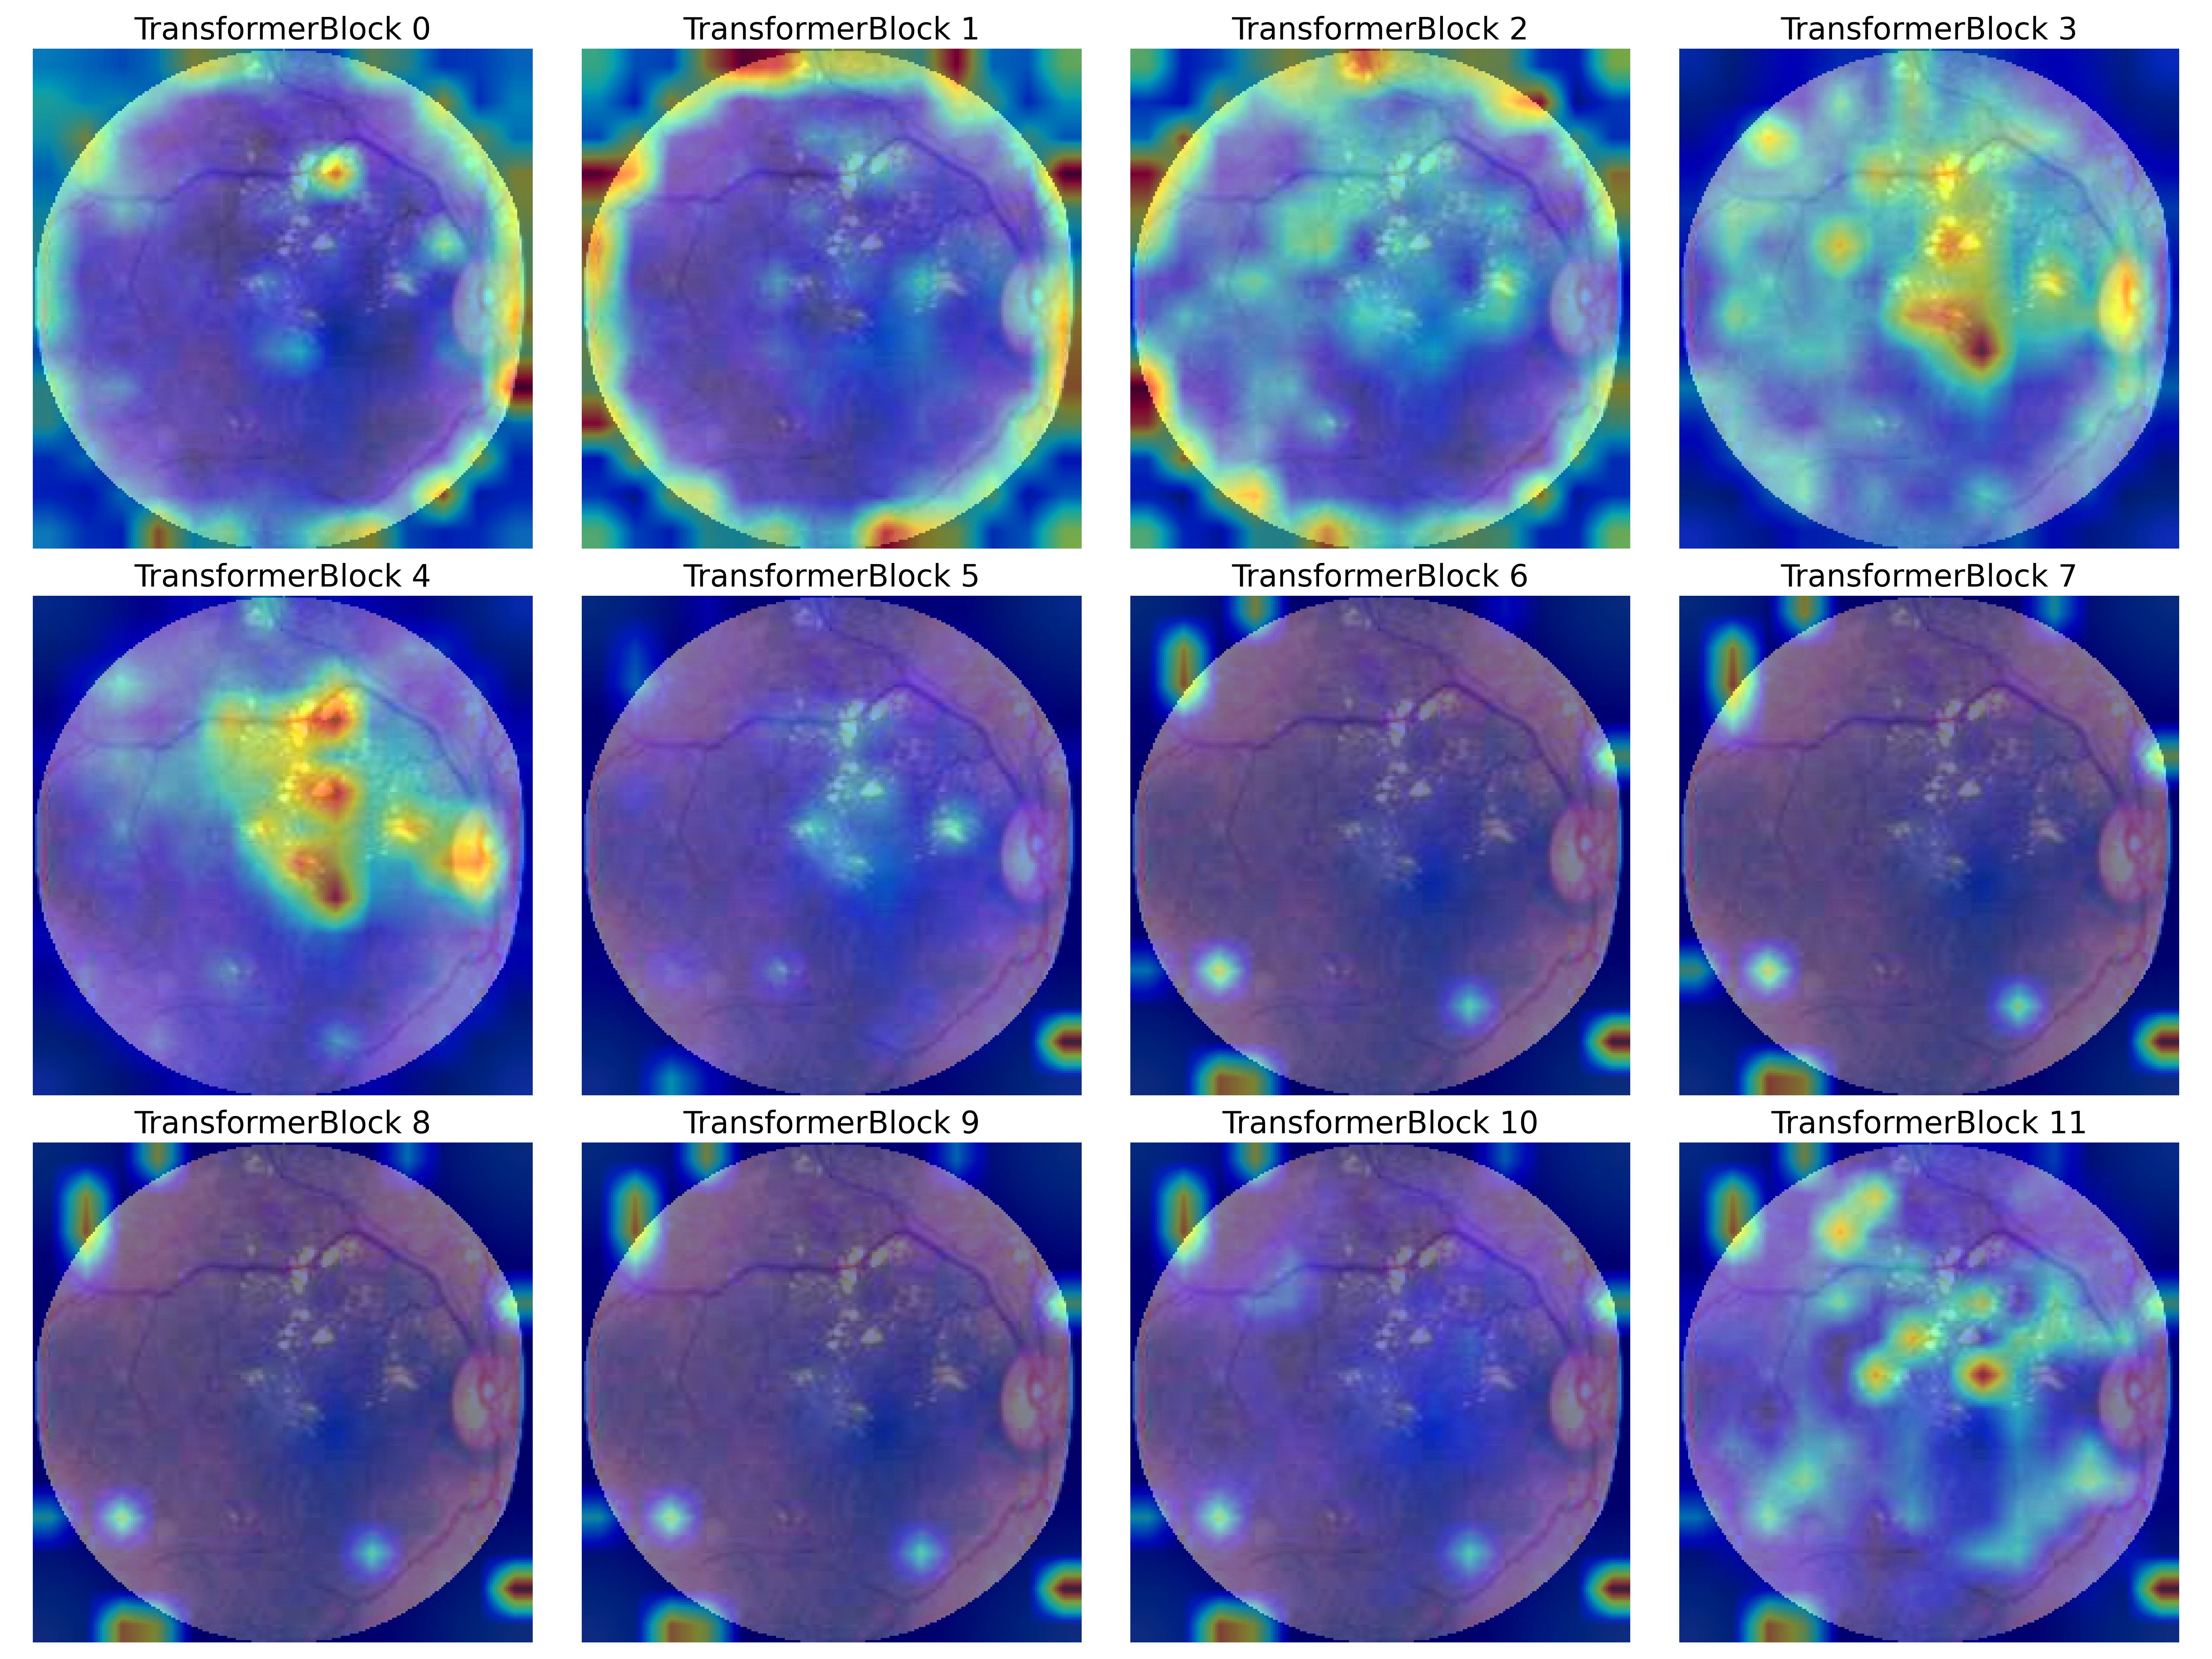 TransformerBlock 0
TransformerBlock 1
TransformerBlock 2
TransformerBlock 3
TransformerBlock 4
TransformerBlock 5
TransformerBlock 6
TransformerBlock 7
TransformerBlock 8
TransformerBlock 9
TransformerBlock 10
TransformerBlock 11